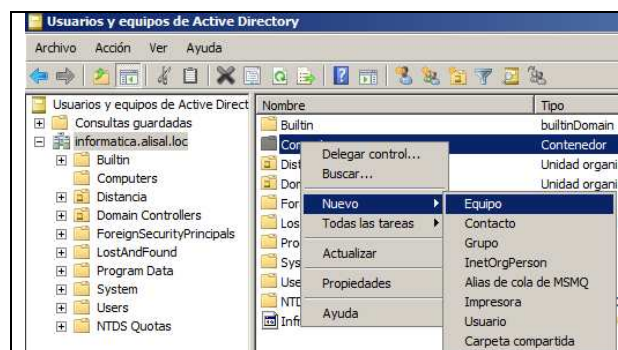 Usuarios y equipos de Active Directory
Archivo Acción Ver Ayuda
Usuarios y equipos de Active Direct
Consultas guardadas
informatica.alisal.loc
Builtin
Computers
Distancia
Domain Controllers
ForeignSecurityPrincipals
LostAndFound
Program Data
System
Users
NTDS Quotas
Nombre Tipo
Builtin builtinDomain
Contenedor
Unidad organi
Unidad organi
Delegar control...
Buscar...
Nuevo
Todas las tareas
Actualizar
Propiedades
Ayuda
Equipo
Contacto
Grupo
InetOrgPerson
Alias de cola de MSMQ
Impresora
Usuario
Carpeta compartida